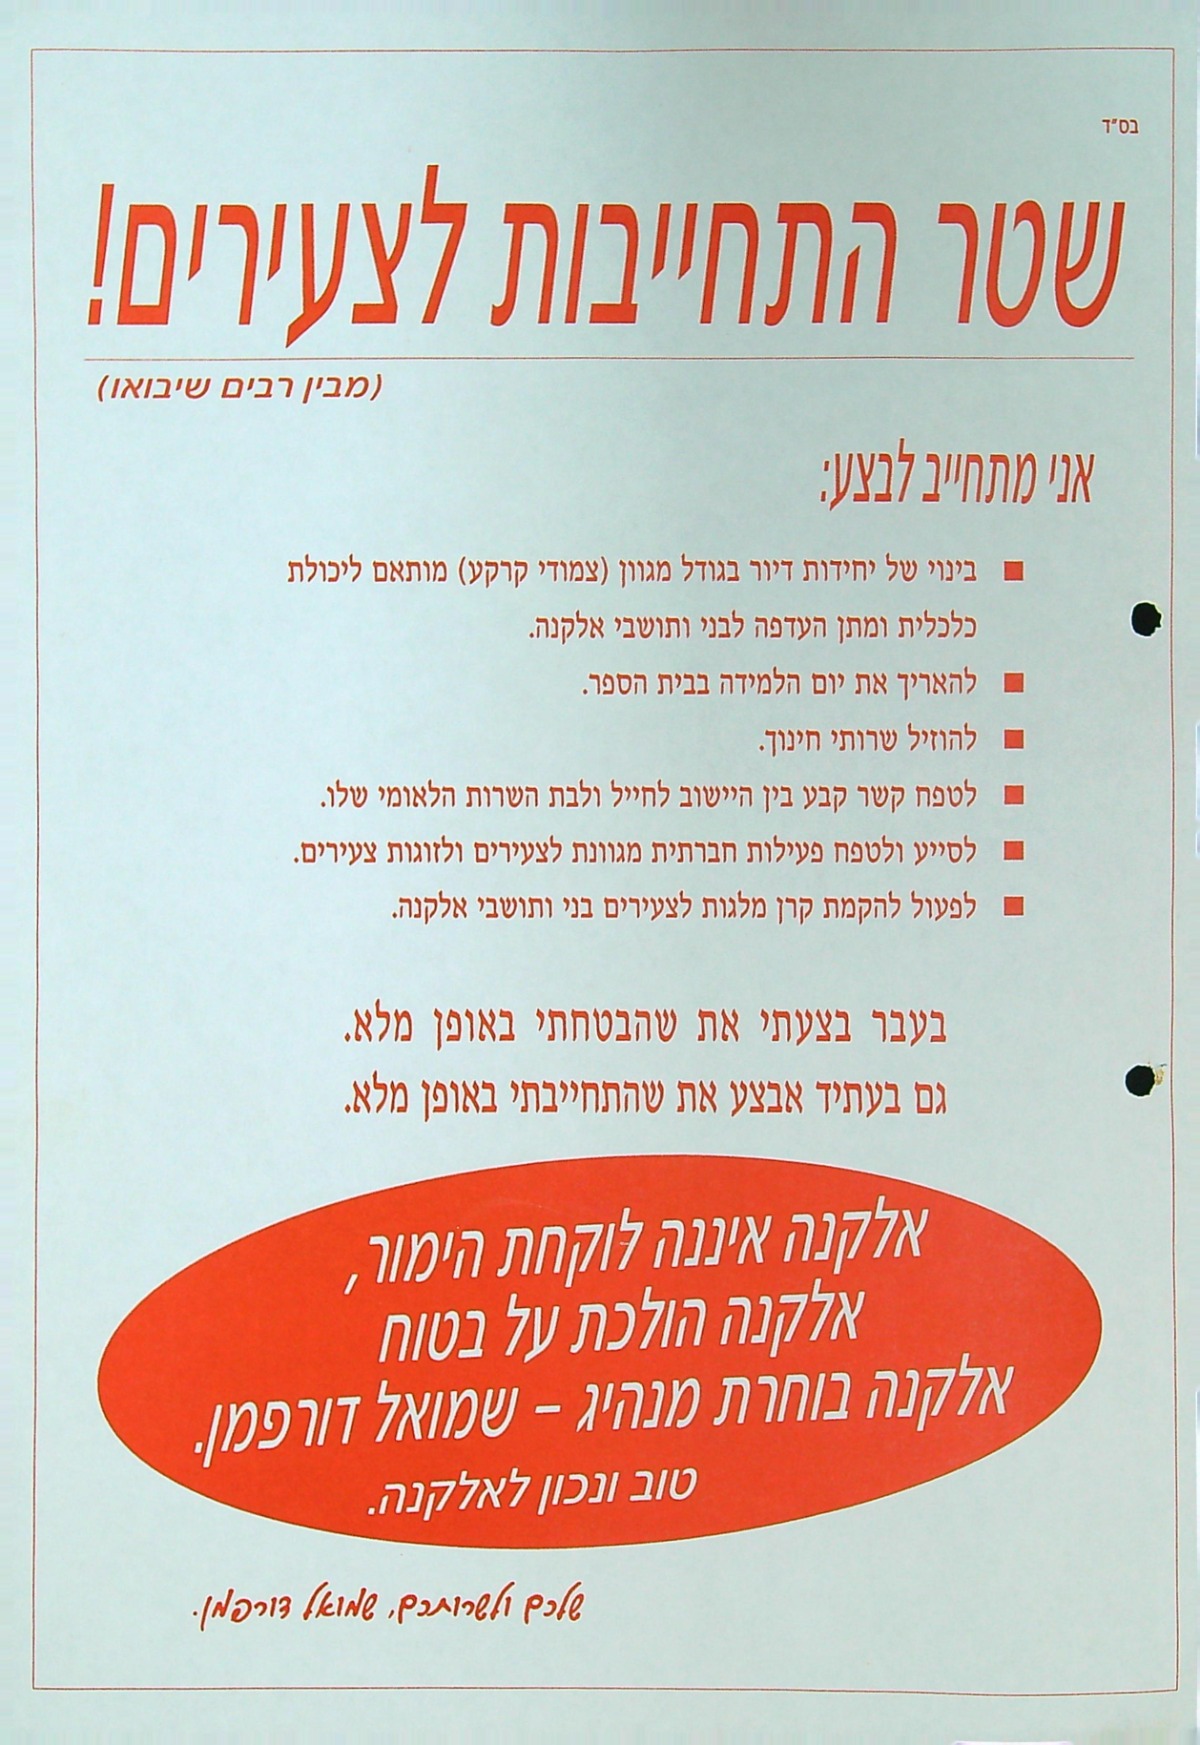 בס"ד
שטר התחייבות לצעירים!
(מבין רבים שיבואו)
אני מתחייב לבצע:
■ בינוי של יחידות דיור בגודל מגוון (צמודי קרקע) מותאם ליכולת
כלכלית ומתן העדפה לבני ותושבי אלקנה.
■ להאריך את יום הלמידה בבית הספר.
■ להוזיל שרותי חינוך.
■ לטפח קשר קבע בין היישוב לחייל ולבת השרות הלאומי שלו.
■ לסייע ולטפח פעילות חברתית מגוונת לצעירים ולזוגות צעירים.
■ לפעול להקמת קרן מלגות לצעירים בני ותושבי אלקנה.
בעבר בצעתי את שהבטחתי באופן מלא.
גם בעתיד אבצע את שהתחייבתי באופן מלא.
אלקנה איננה לוקחת הימור,
אלקנה הולכת על בטוח
אלקנה בוחרת מנהיג – שמואל דורפמן.
טוב ונכון לאלקנה.
שלכם ולשרותכם, שמואל דורפמן.